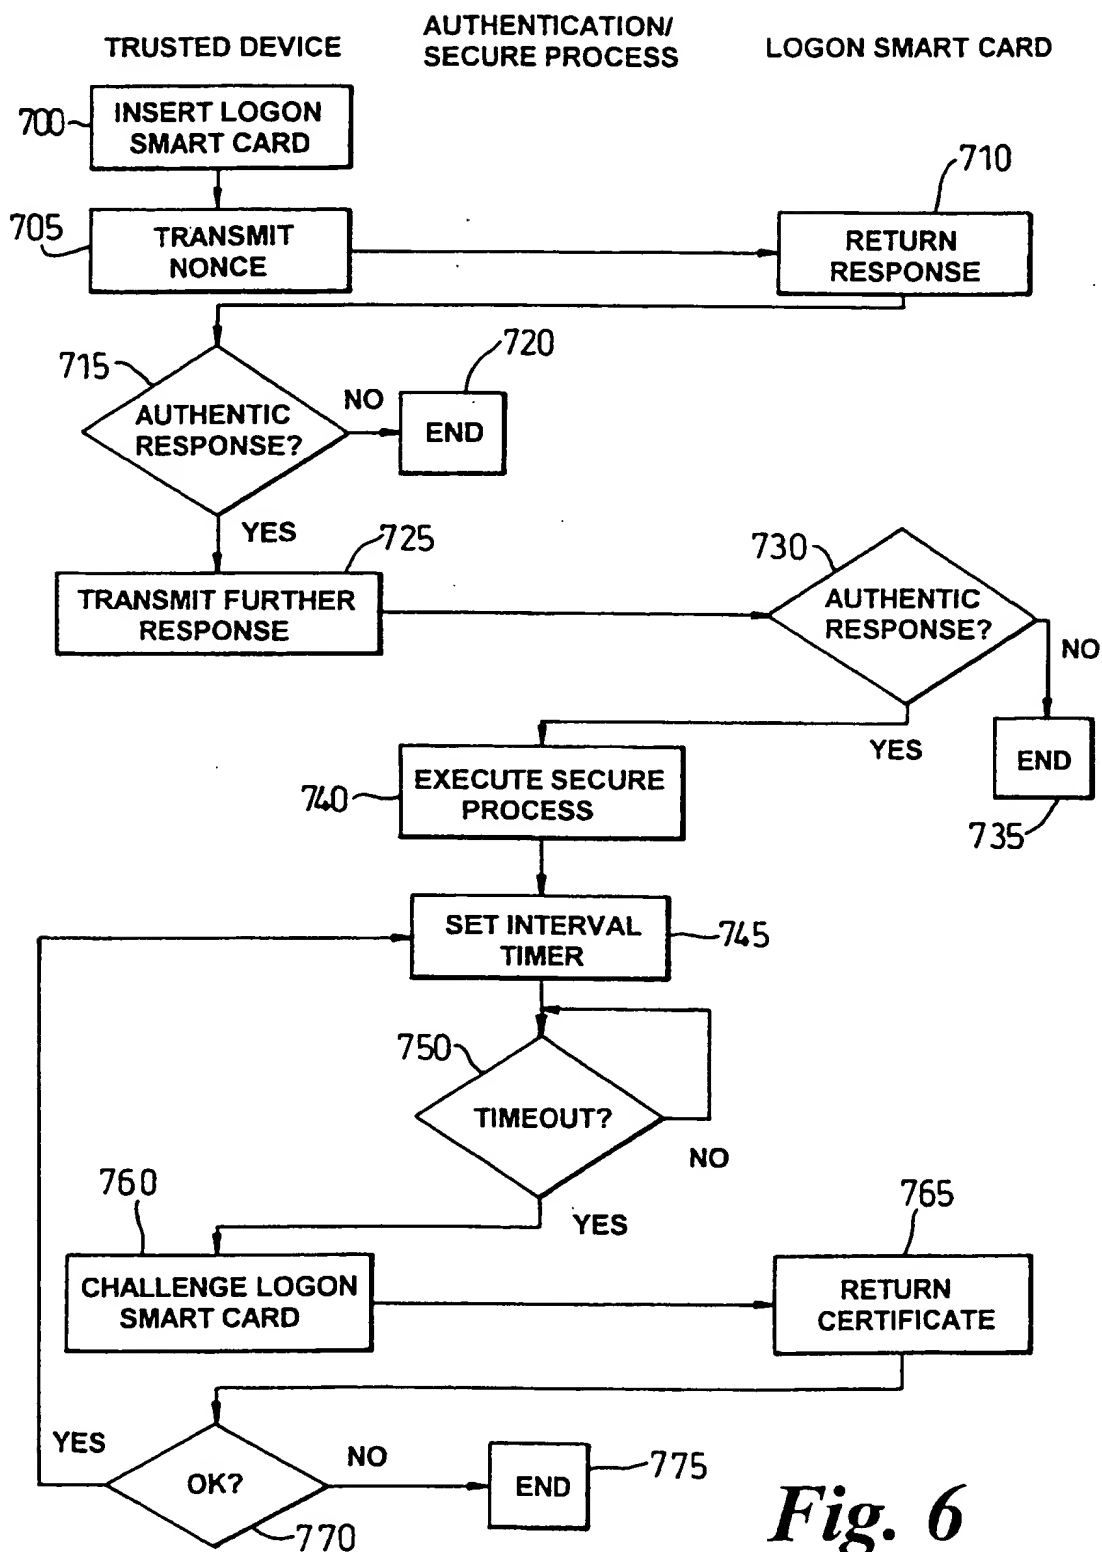 TRUSTED DEVICE
AUTHENTICATION/
SECURE PROCESS
LOGON SMART CARD
700
INSERT LOGON
SMART CARD
705
TRANSMIT
NONCE
710
RETURN
RESPONSE
715
AUTHENTIC
RESPONSE?
NO
720
END
YES
725
TRANSMIT FURTHER
RESPONSE
730
AUTHENTIC
RESPONSE?
NO
YES
END
735
740
EXECUTE SECURE
PROCESS
SET INTERVAL
TIMER
745
750
TIMEOUT?
NO
YES
760
CHALLENGE LOGON
SMART CARD
765
RETURN
CERTIFICATE
YES
OK?
NO
770
END
775
Fig. 6